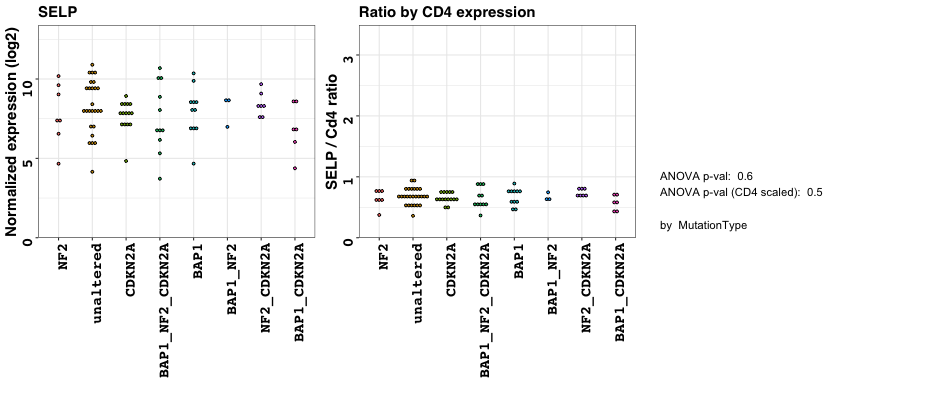 SELP
Normalized expression (log2)
10
5
0
NF2
unaltered
CDKN2A
BAP1_NF2_CDKN2A
BAP1
BAP1_NF2
NF2_CDKN2A
BAP1_CDKN2A
Ratio by CD4 expression
SELP / Cd4 ratio
3
2
1
0
NF2
unaltered
CDKN2A
BAP1_NF2_CDKN2A
BAP1
BAP1_NF2
NF2_CDKN2A
BAP1_CDKN2A
ANOVA p-val: 0.6
ANOVA p-val (CD4 scaled): 0.5
by MutationType